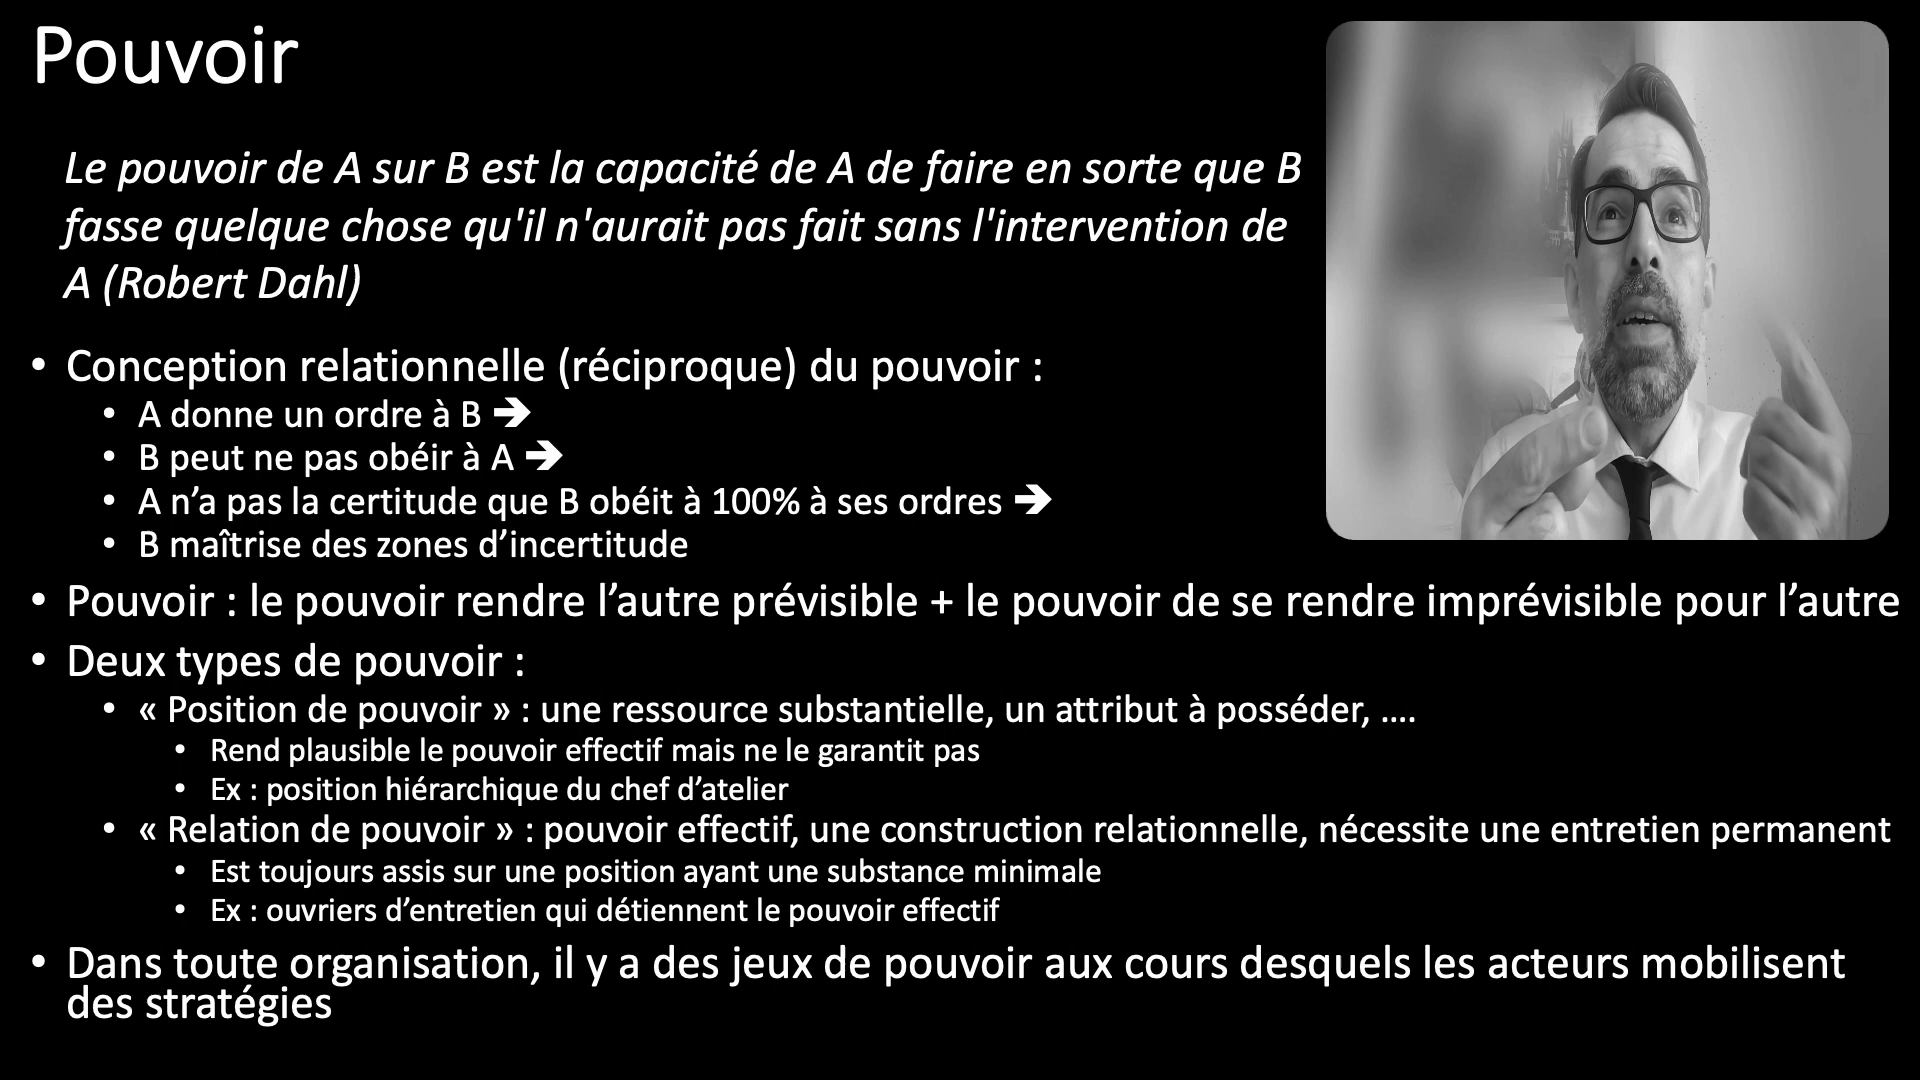 Pouvoir
Le pouvoir de A sur B est la capacité de A de faire en sorte que B
fasse quelque chose qu'il n'aurait pas fait sans l'intervention de
A (Robert Dahl)
• Conception relationnelle (réciproque) du pouvoir :
• A donne un ordre à B ➔
• B peut ne pas obéir à A ➔
• A n’a pas la certitude que B obéit à 100% à ses ordres ➔
• B maîtrise des zones d’incertitude
• Pouvoir : le pouvoir rendre l’autre prévisible + le pouvoir de se rendre imprévisible pour l’autre
• Deux types de pouvoir :
• « Position de pouvoir » : une ressource substantielle, un attribut à posséder, ….
• Rend plausible le pouvoir effectif mais ne le garantit pas
• Ex : position hiérarchique du chef d’atelier
• « Relation de pouvoir » : pouvoir effectif, une construction relationnelle, nécessite une entretien permanent
• Est toujours assis sur une position ayant une substance minimale
• Ex : ouvriers d’entretien qui détiennent le pouvoir effectif
• Dans toute organisation, il y a des jeux de pouvoir aux cours desquels les acteurs mobilisent
des stratégies